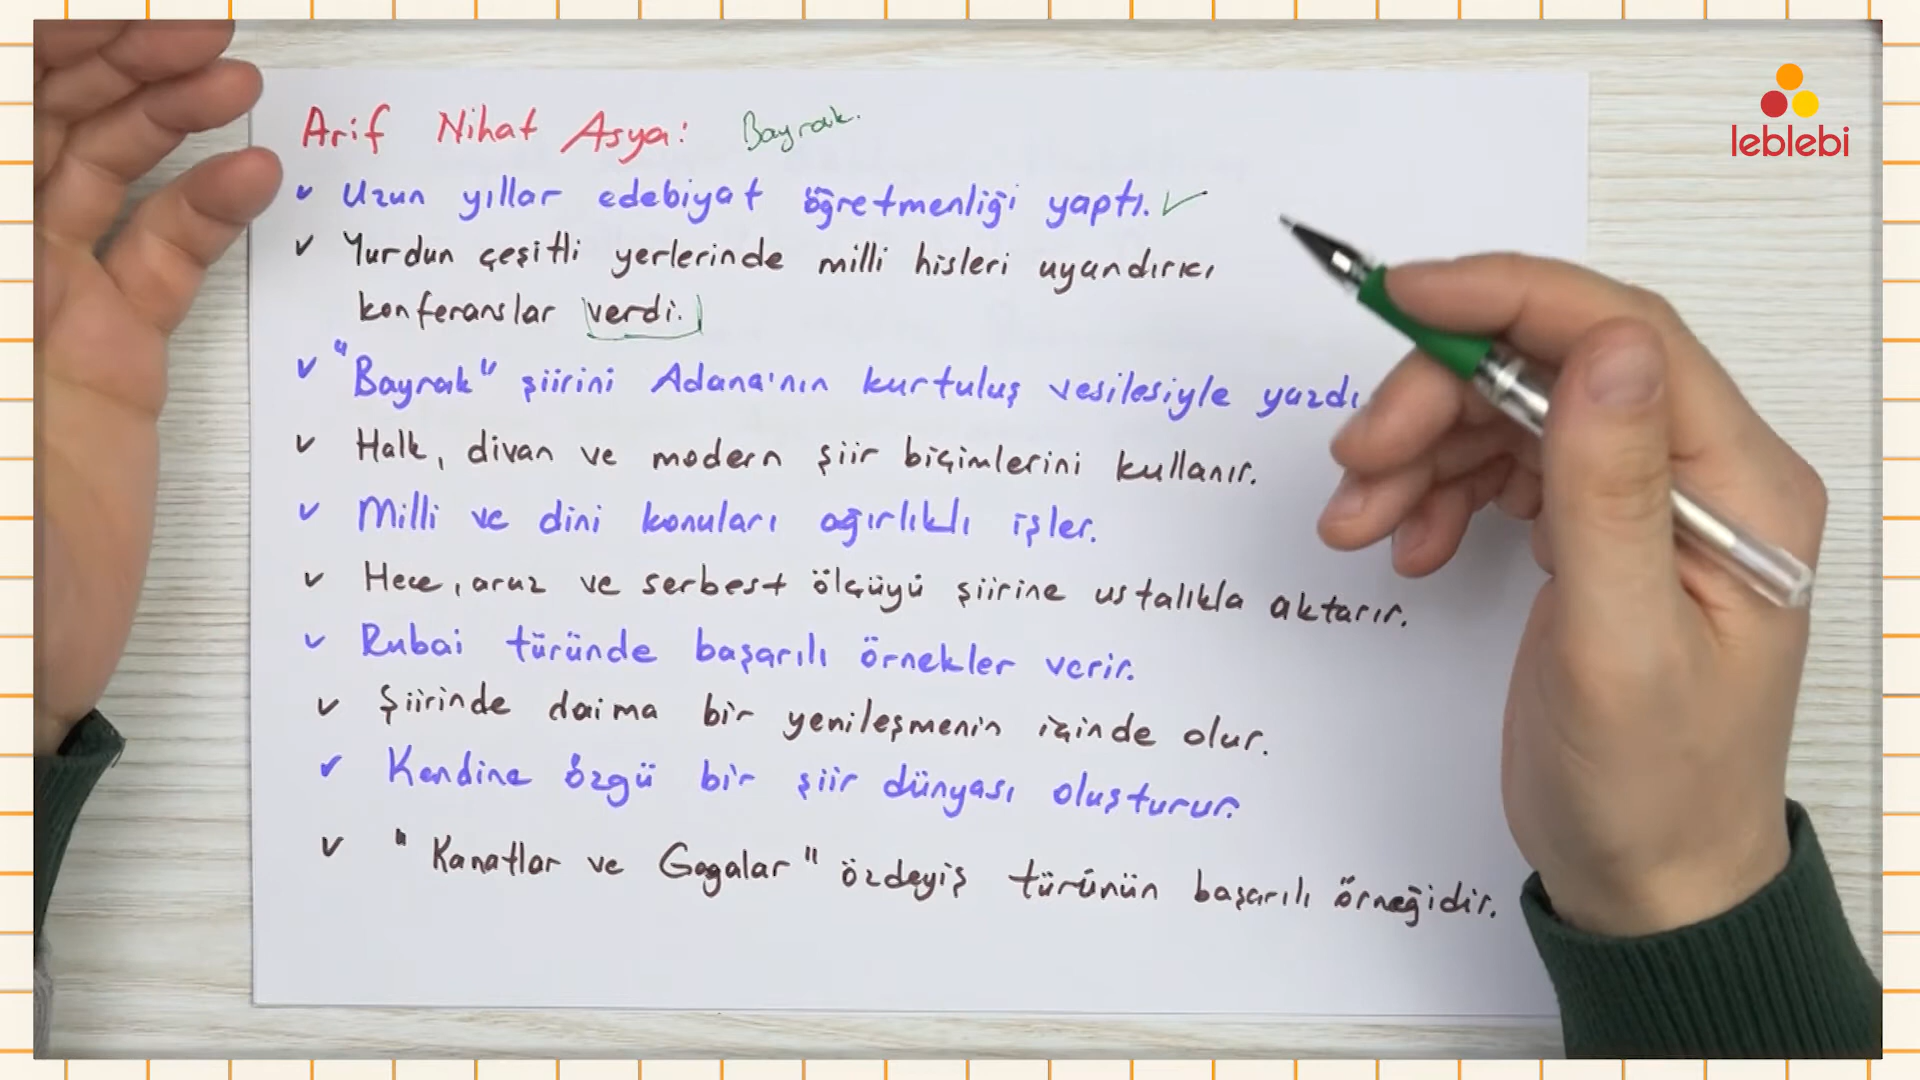 Arif Nihat Asya: Bayrak.
leblebi
✓ Uzun yıllar edebiyat öğretmenliği yaptı. ✓
✓ Yurdun çeşitli yerlerinde milli hisleri uyandırıcı
konferanslar verdi.
✓ "Bayrak" şiirini Adana'nın kurtuluş vesilesiyle yazdı
✓ Halk, divan ve modern şiir biçimlerini kullanır.
✓ Milli ve dini konuları ağırlıklı işler.
✓ Hece, aruz ve serbest ölçüyü şiirine ustalıkla aktarır.
✓ Rubai türünde başarılı örnekler verir.
✓ Şiirinde daima bir yenileşmenin içinde olur.
✓ Kendine özgü bir şiir dünyası oluşturur.
✓ "Kanatlar ve Gagalar" özdeyiş türünün başarılı örneğidir.